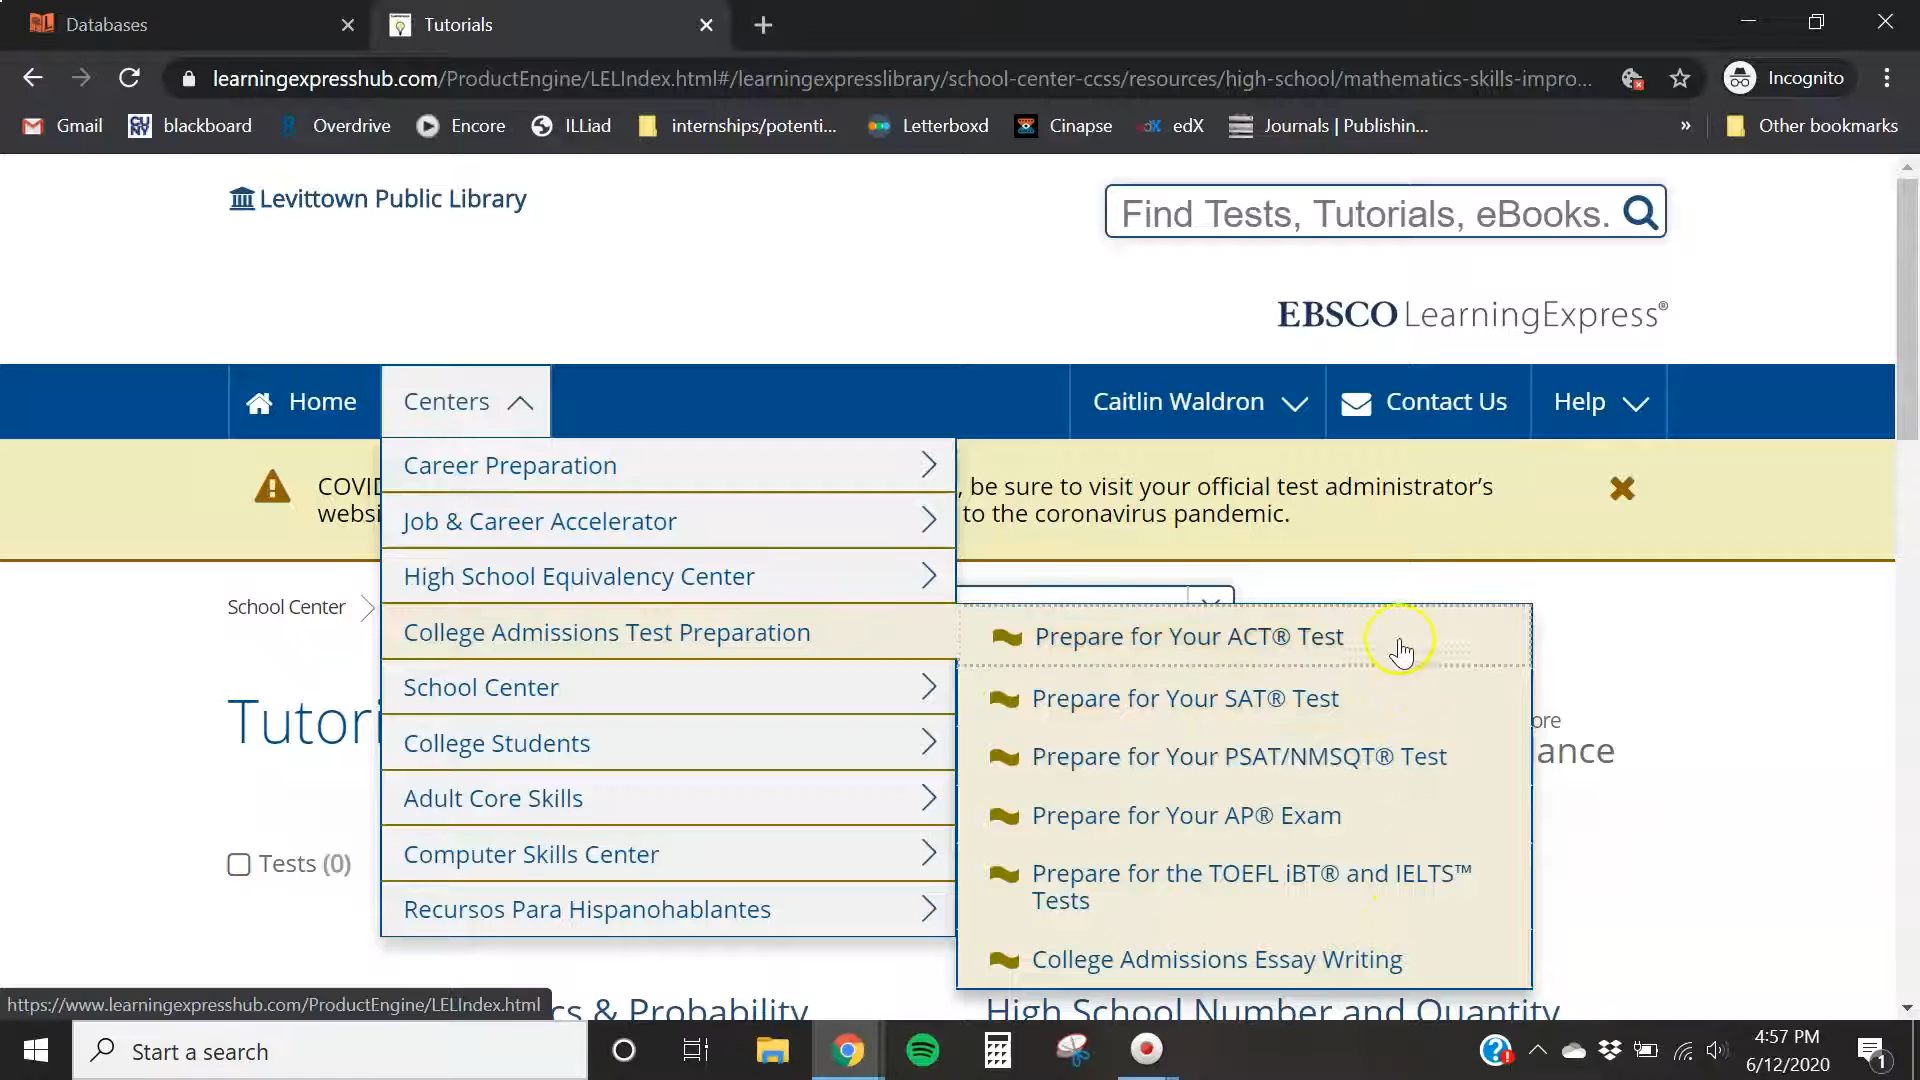 Databases
Tutorials
learningexpresshub.com/ProductEngine/LELIndex.html#/learningexpresslibrary/school-center-ccss/resources/high-school/mathematics-skills-impro...
Incognito
Gmail
blackboard
Overdrive
Encore
ILLiad
internships/potenti...
Letterboxd
Cinapse
edX
Journals | Publishin...
»
Other bookmarks
Levittown Public Library
Find Tests, Tutorials, eBooks.
EBSCO LearningExpress®
Home
Centers
Caitlin Waldron
Contact Us
Help
COVID
, be sure to visit your official test administrator's
websi
to the coronavirus pandemic.
Career Preparation
Job & Career Accelerator
High School Equivalency Center
College Admissions Test Preparation
School Center
College Students
Adult Core Skills
Computer Skills Center
Recursos Para Hispanohablantes
Prepare for Your ACT® Test
Prepare for Your SAT® Test
Prepare for Your PSAT/NMSQT® Test
Prepare for Your AP® Exam
Prepare for the TOEFL iBT® and IELTS™
Tests
College Admissions Essay Writing
School Center
Tutori
ore
ance
Tests (0)
cs & Probability
High School Number and Quantity
https://www.learningexpresshub.com/ProductEngine/LELIndex.html
Start a search
4:57 PM
6/12/2020
1